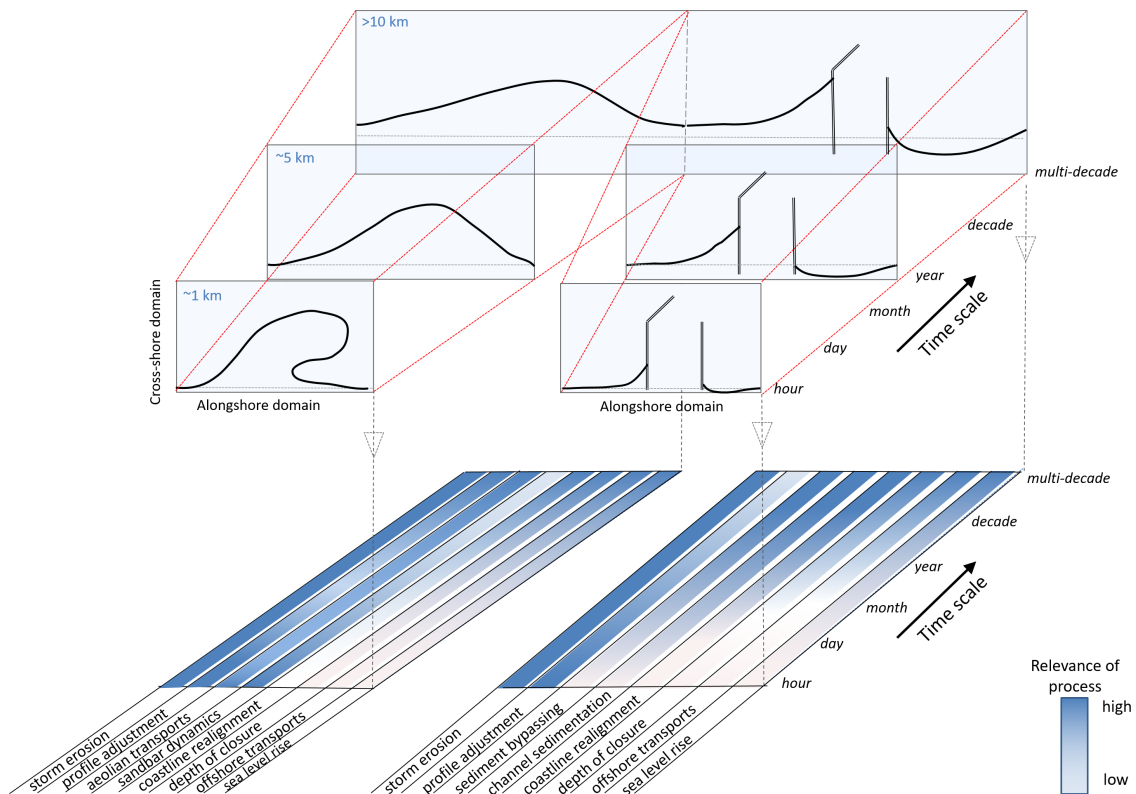 >10 km
~5 km
multi-decade
decade
year
month
day
hour
Time scale
~1 km
Cross-shore domain
Alongshore domain
Alongshore domain
multi-decade
decade
year
month
day
hour
Time scale
storm erosion
profile adjustment
aeolian transports
sandbar dynamics
coastline realignment
depth of closure
offshore transports
sea level rise
storm erosion
profile adjustment
sediment bypassing
channel sedimentation
coastline realignment
depth of closure
offshore transports
sea level rise
Relevance of
process
high
low